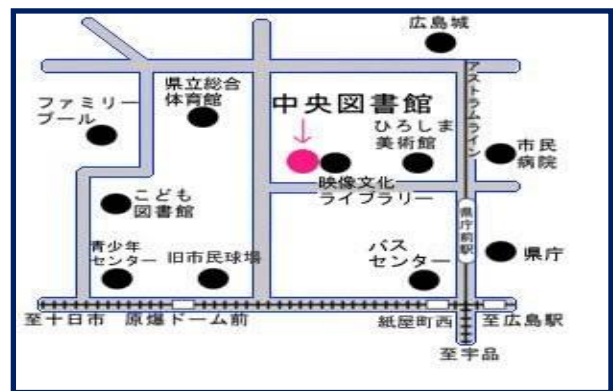 広島城
アストラムライン
県立総合
体育館
中央図書館
ファミリー
プール
ひろしま
美術館
市民
病院
映像文化
ライブラリー
こども
図書館
県庁前駅
青少年
センター
旧市民球場
バス
センター
県庁
至十日市
原爆ドーム前
紙屋町西
至広島駅
至宇品